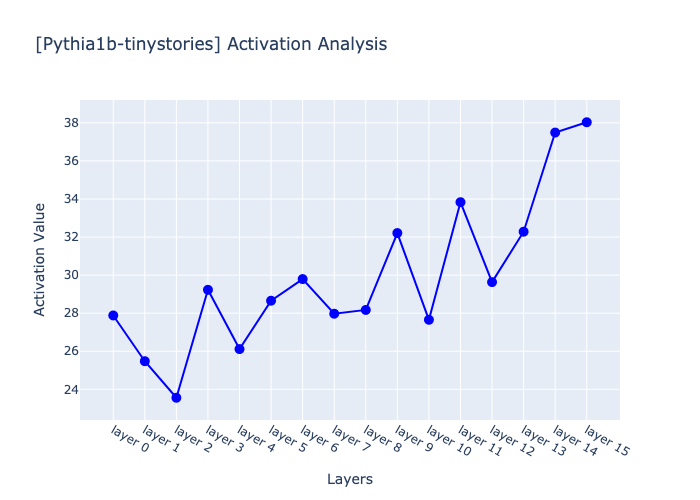 [Pythia1b-tinystories] Activation Analysis
38
36
34
32
30
28
26
24
Activation Value
layer 0
layer 1
layer 2
layer 3
layer 4
layer 5
layer 6
layer 7
layer 8
layer 9
layer 10
layer 11
layer 12
layer 13
layer 14
layer 15
Layers